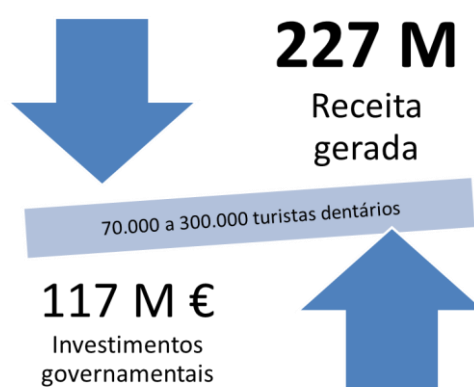 227 M
Receita
gerada
70.000 a 300.000 turistas dentários
117 M €
Investimentos
governamentais